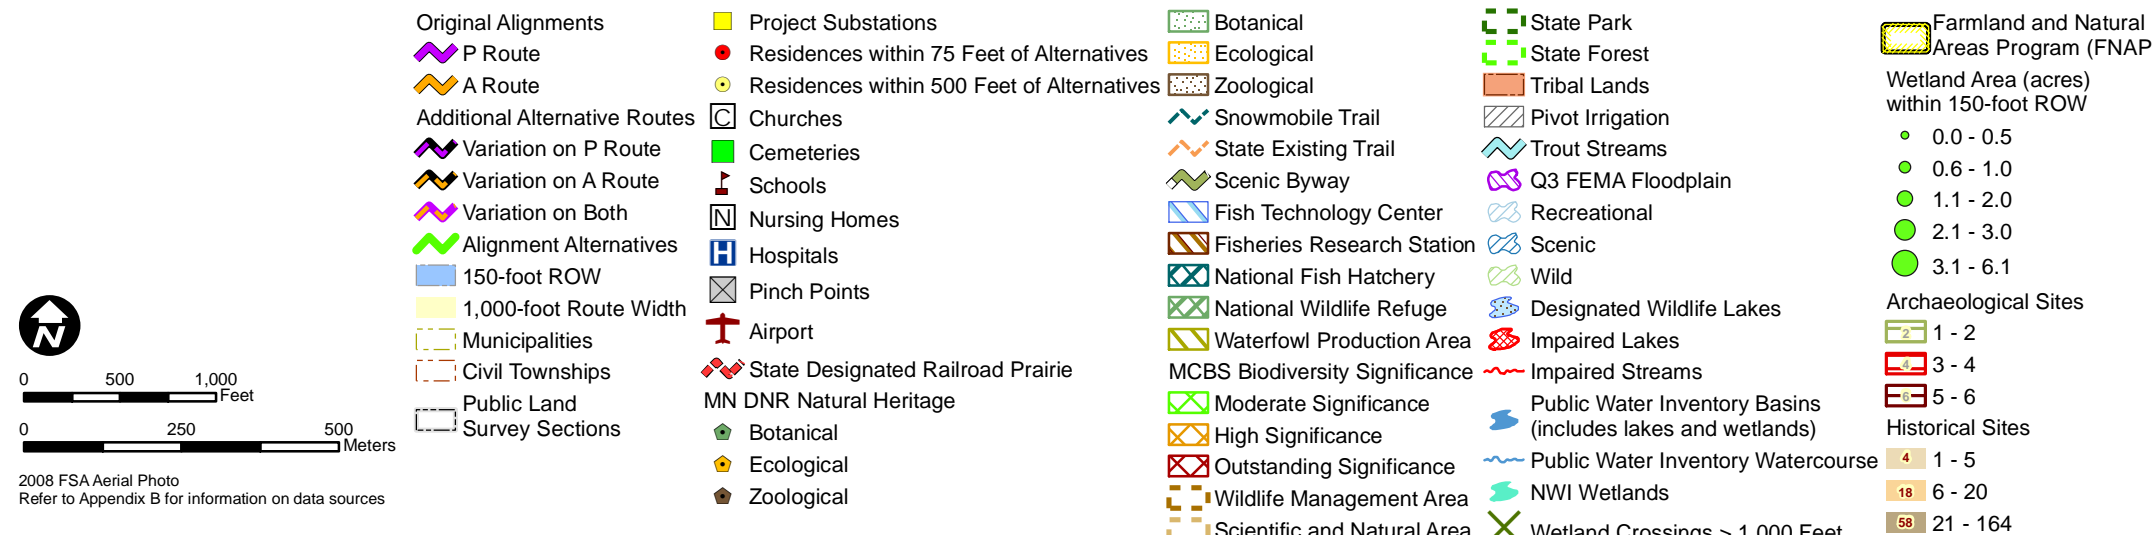 N
0 500 1,000
Feet
0 250 500
Meters
2008 FSA Aerial Photo
Refer to Appendix B for information on data sources
Original Alignments
P Route
A Route
Additional Alternative Routes
Variation on P Route
Variation on A Route
Variation on Both
Alignment Alternatives
150-foot ROW
1,000-foot Route Width
Municipalities
Civil Townships
Public Land
Survey Sections
Project Substations
Residences within 75 Feet of Alternatives
Residences within 500 Feet of Alternatives
C Churches
Cemeteries
Schools
N Nursing Homes
H Hospitals
Pinch Points
Airport
State Designated Railroad Prairie
MN DNR Natural Heritage
Botanical
Ecological
Zoological
Botanical
Ecological
Zoological
Snowmobile Trail
State Existing Trail
Scenic Byway
Fish Technology Center
Fisheries Research Station
National Fish Hatchery
National Wildlife Refuge
Waterfowl Production Area
MCBS Biodiversity Significance
Moderate Significance
High Significance
Outstanding Significance
Wildlife Management Area
Scientific and Natural Area
State Park
State Forest
Tribal Lands
Pivot Irrigation
Trout Streams
Q3 FEMA Floodplain
Recreational
Scenic
Wild
Designated Wildlife Lakes
Impaired Lakes
Impaired Streams
Public Water Inventory Basins
(includes lakes and wetlands)
Public Water Inventory Watercourse
NWI Wetlands
Wetland Crossings > 1,000 Feet
Farmland and Natural
Areas Program (FNAP
Wetland Area (acres)
within 150-foot ROW
0.0 - 0.5
0.6 - 1.0
1.1 - 2.0
2.1 - 3.0
3.1 - 6.1
Archaeological Sites
2 1 - 2
4 3 - 4
6 5 - 6
Historical Sites
4 1 - 5
18 6 - 20
58 21 - 164